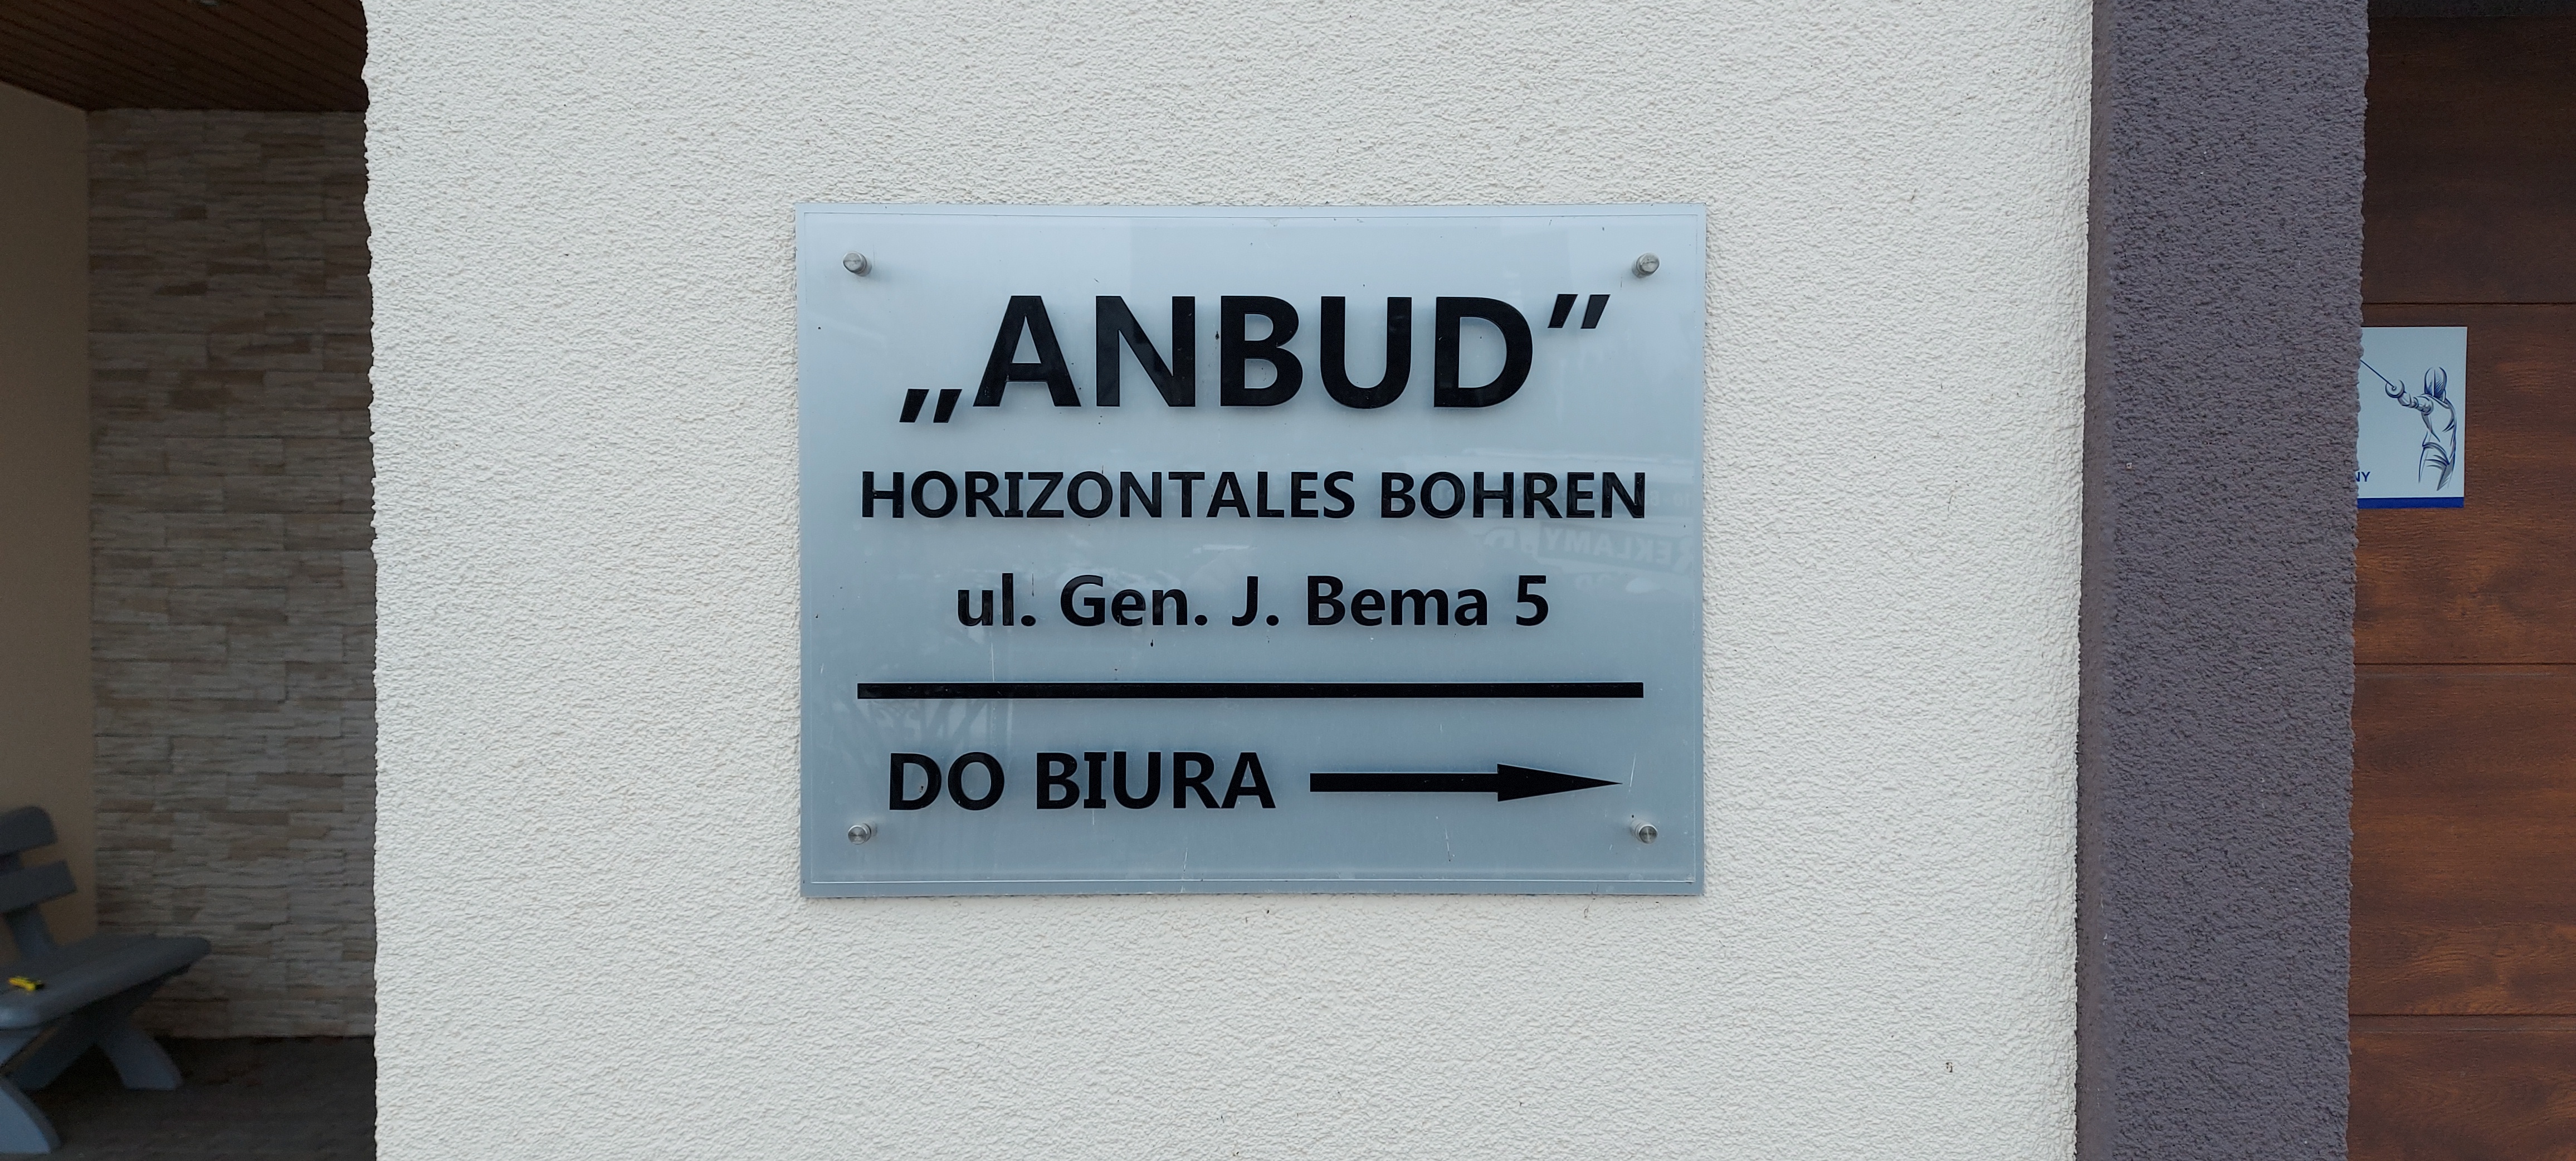 „ANBUD”
HORIZONTALES BOHREN
ul. Gen. J. Bema 5
DO BIURA